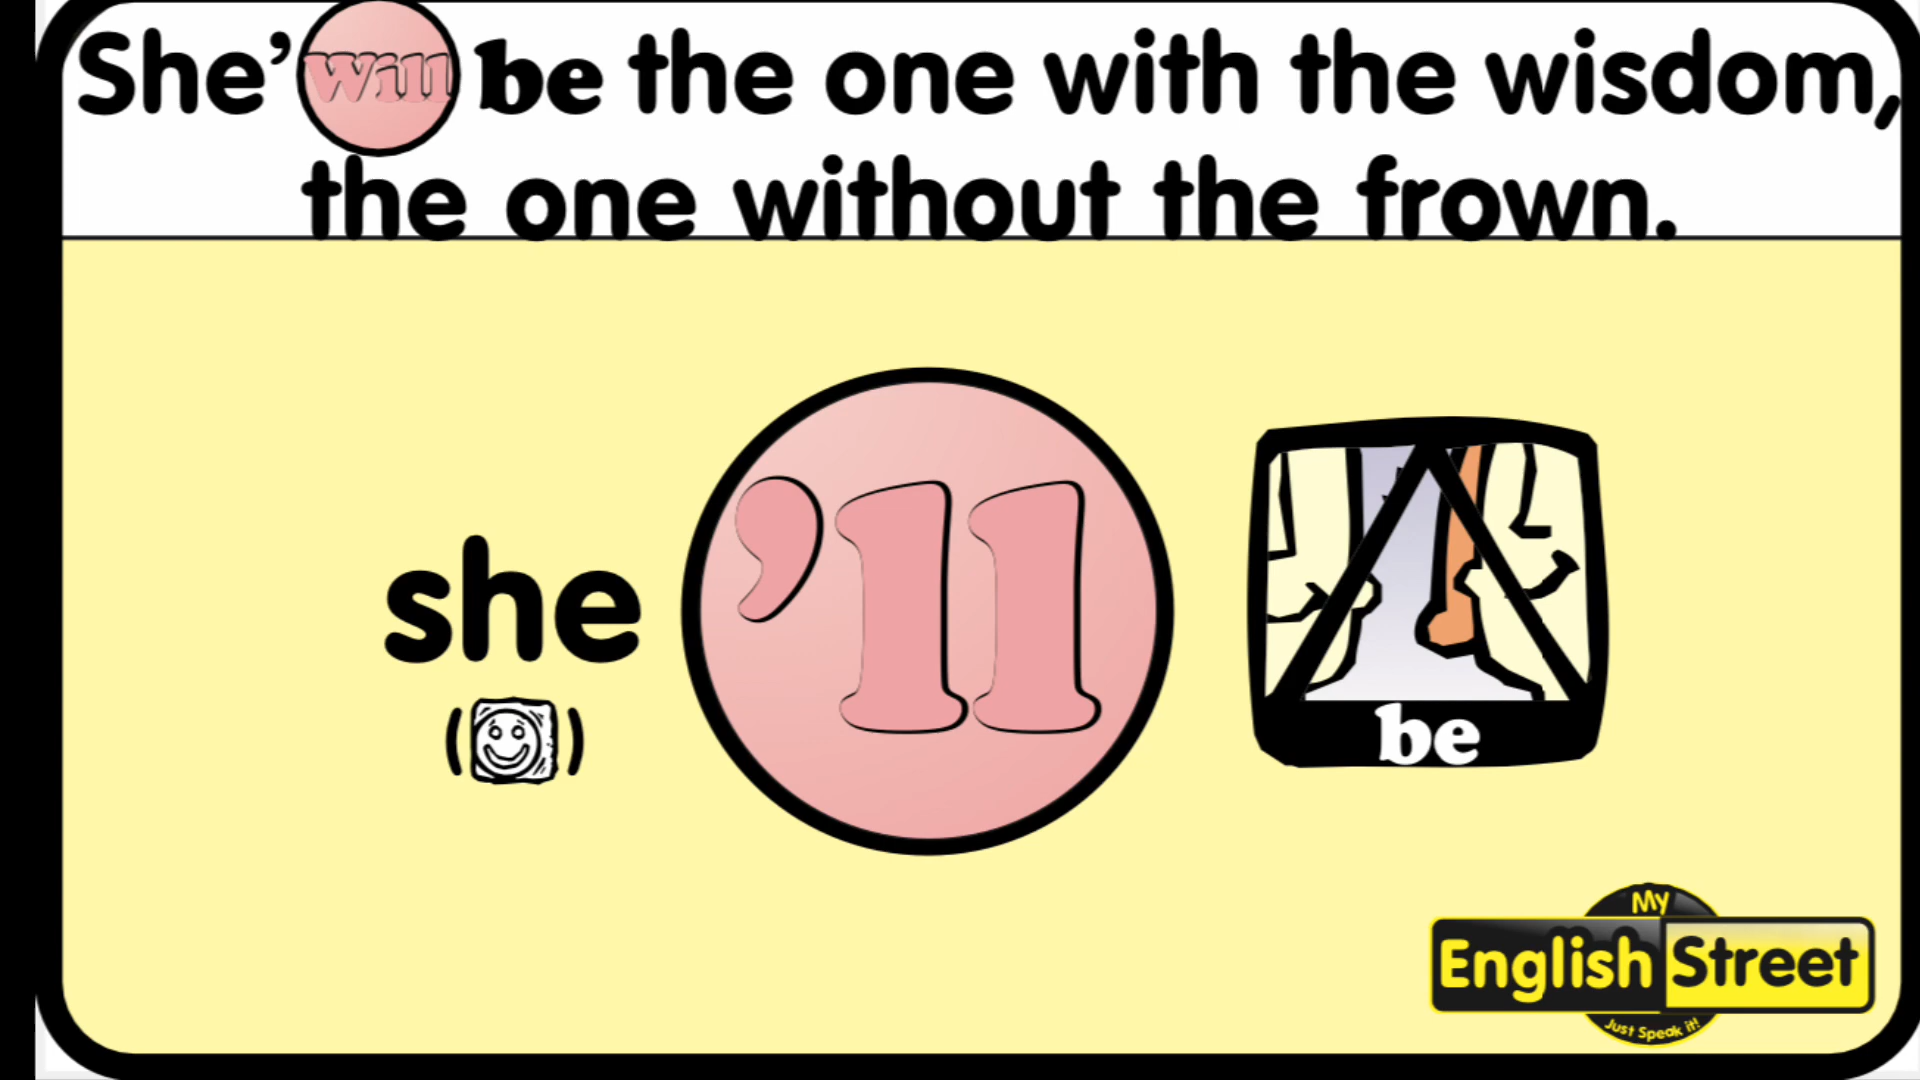 She’Will be the one with the wisdom,
the one without the frown.
she ’ll
( )
be
My
English Street
Just Speak it!